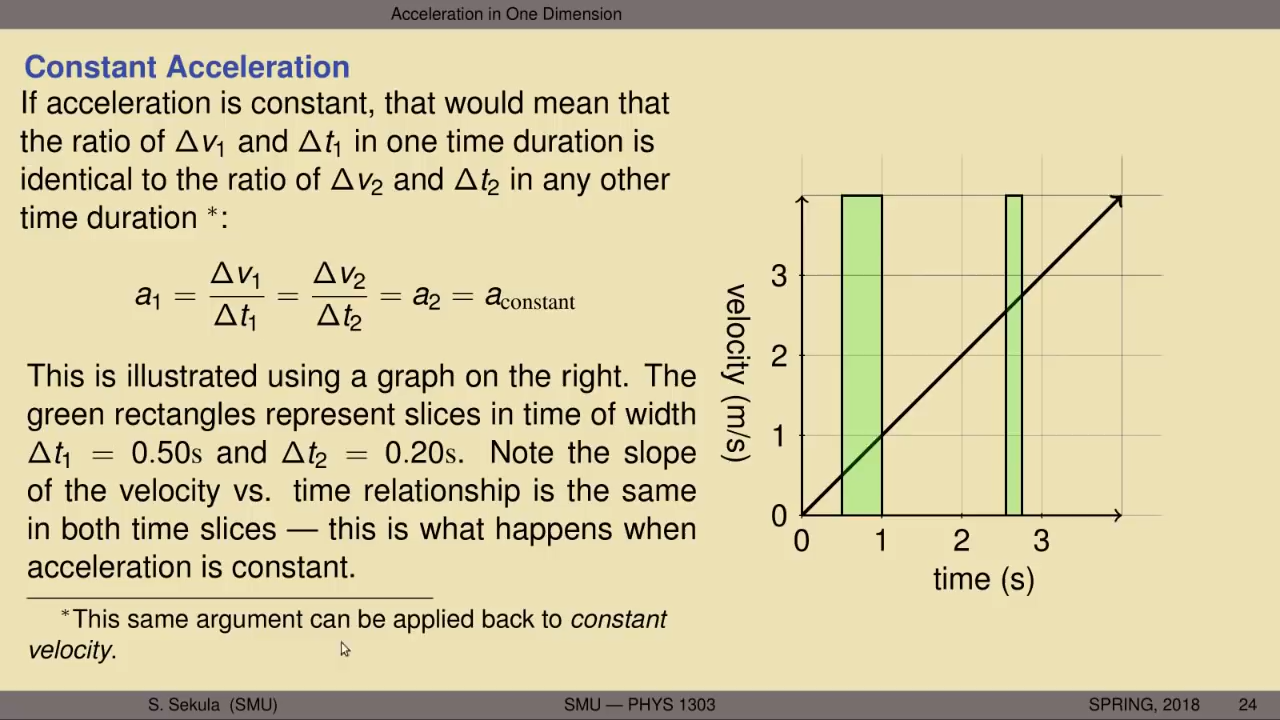 Acceleration in One Dimension
Constant Acceleration
If acceleration is constant, that would mean that
the ratio of Δv₁ and Δt₁ in one time duration is
identical to the ratio of Δv₂ and Δt₂ in any other
time duration *:
a₁ = Δv₁/Δt₁ = Δv₂/Δt₂ = a₂ = a_constant
This is illustrated using a graph on the right. The
green rectangles represent slices in time of width
Δt₁ = 0.50s and Δt₂ = 0.20s. Note the slope
of the velocity vs. time relationship is the same
in both time slices — this is what happens when
acceleration is constant.
*This same argument can be applied back to constant
velocity.
velocity (m/s)
3
2
1
0
0 1 2 3
time (s)
S. Sekula (SMU) SMU — PHYS 1303 SPRING, 2018 24